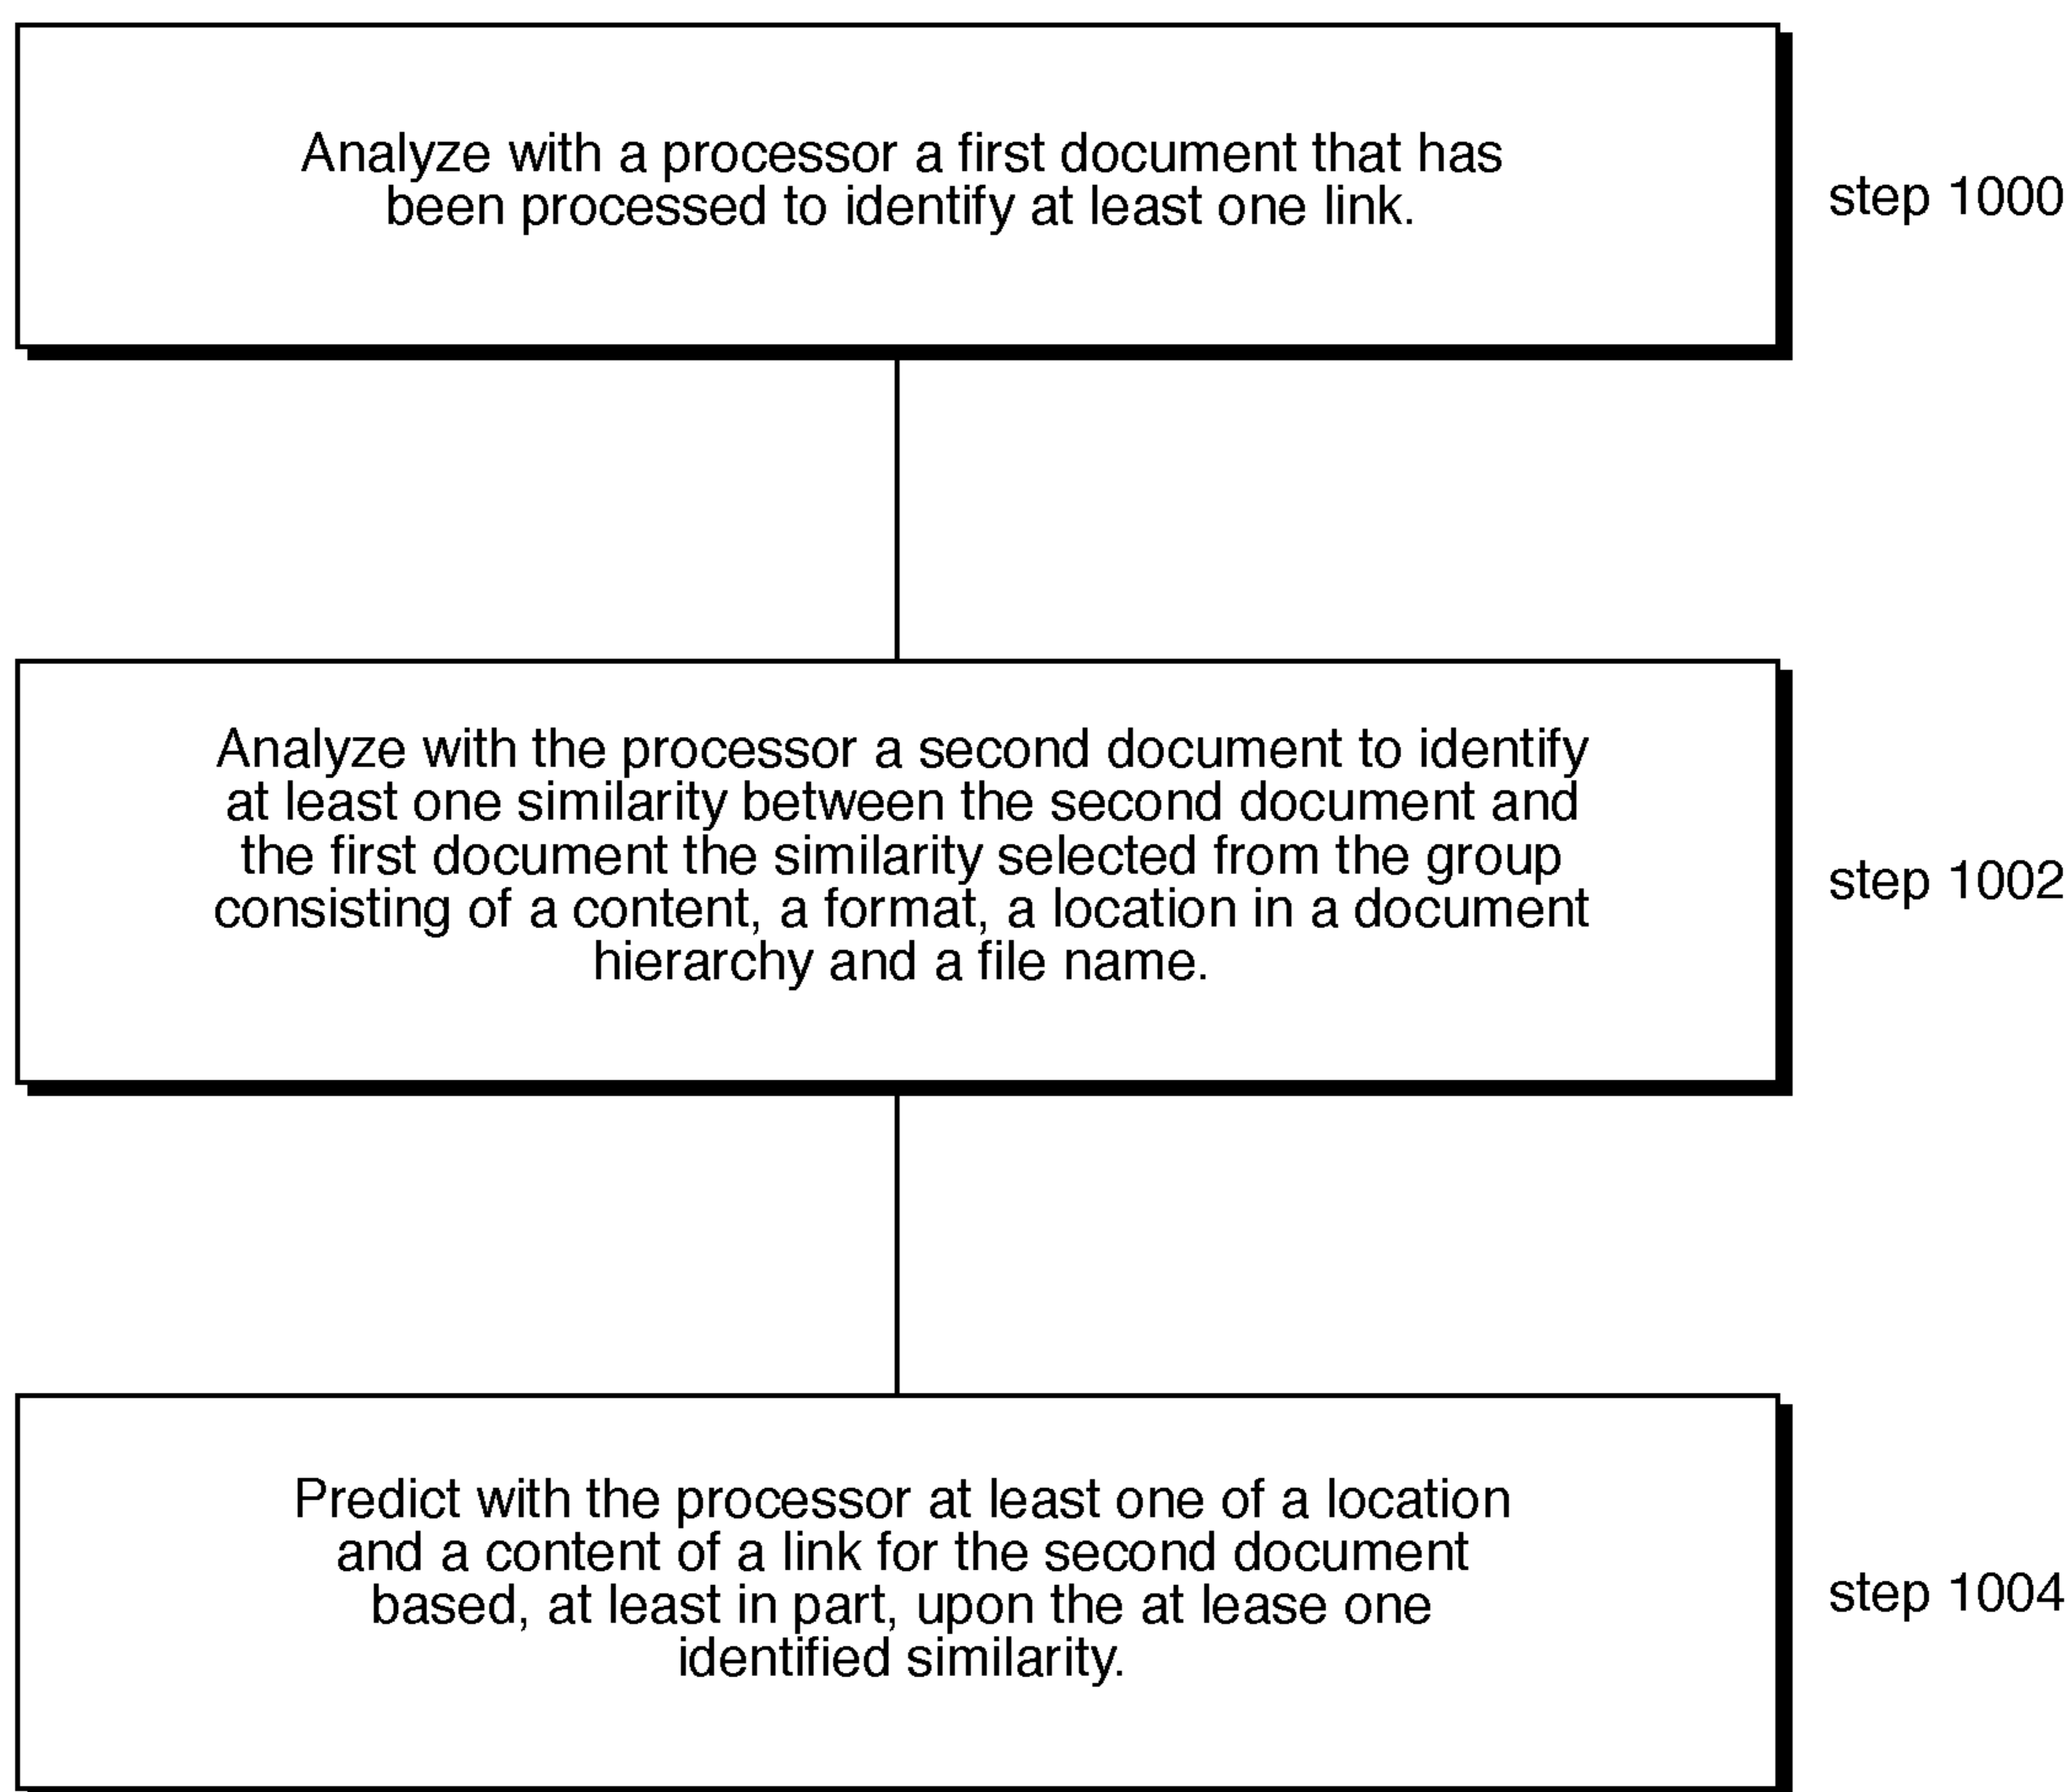 Analyze with a processor a first document that has
been processed to identify at least one link.
step 1000
Analyze with the processor a second document to identify
at least one similarity between the second document and
the first document the similarity selected from the group
consisting of a content, a format, a location in a document
hierarchy and a file name.
step 1002
Predict with the processor at least one of a location
and a content of a link for the second document
based, at least in part, upon the at lease one
identified similarity.
step 1004